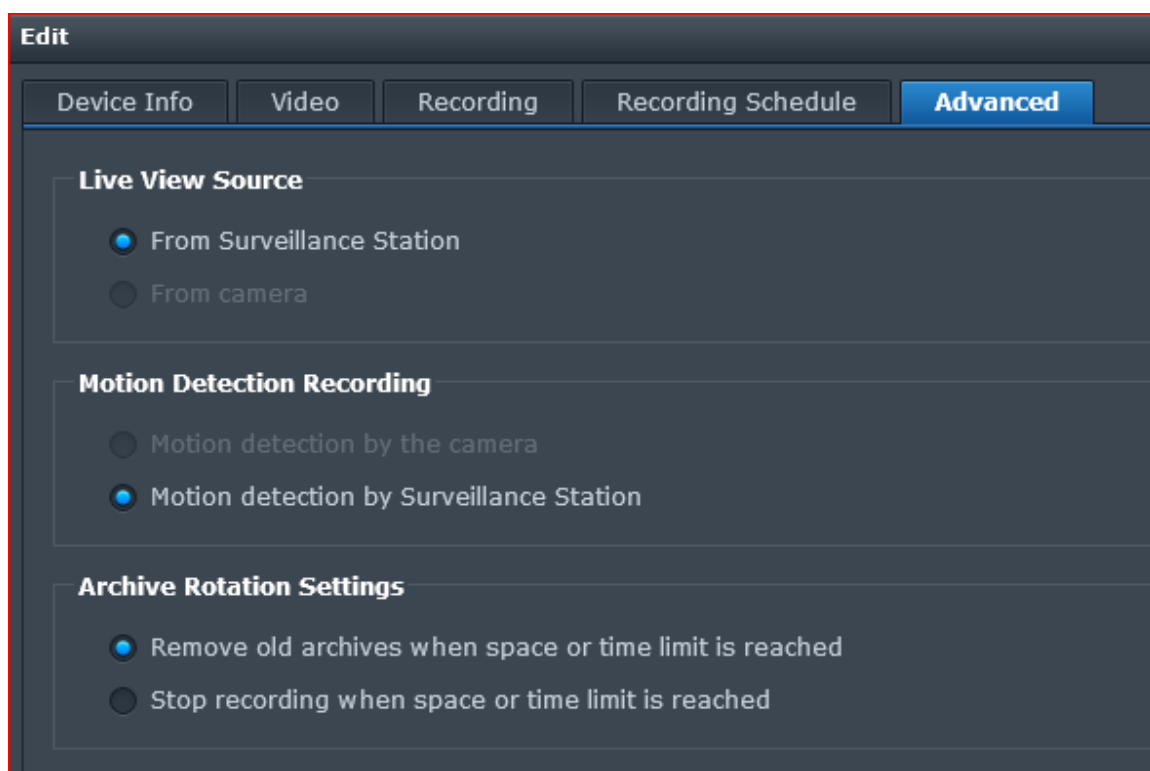 Edit
Device Info Video Recording Recording Schedule Advanced
Live View Source
From Surveillance Station
From camera
Motion Detection Recording
Motion detection by the camera
Motion detection by Surveillance Station
Archive Rotation Settings
Remove old archives when space or time limit is reached
Stop recording when space or time limit is reached